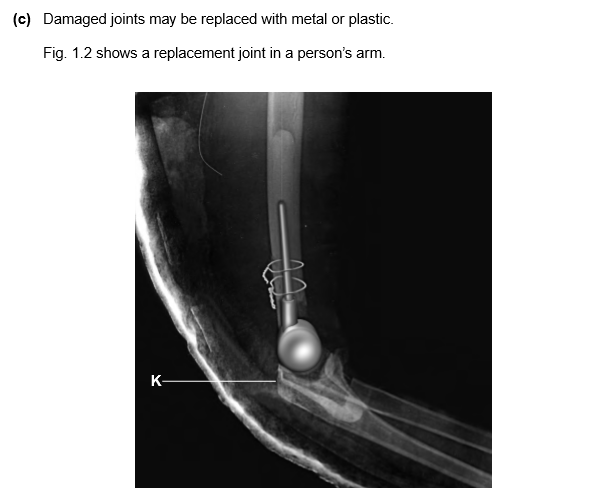 (c) Damaged joints may be replaced with metal or plastic.
Fig. 1.2 shows a replacement joint in a person’s arm.
K